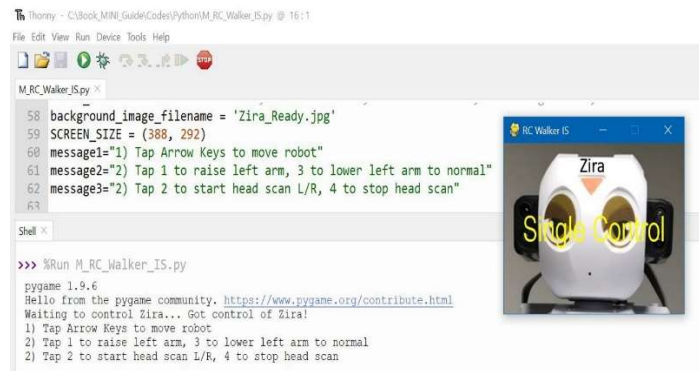 Thonny - C:\Book_MINI_Guide\Codes\Python\M_RC_Walker_IS.py @ 16:1
File Edit View Run Device Tools Help
STOP
M_RC_Walker_IS.py ×
58 background_image_filename = 'Zira_Ready.jpg'
59 SCREEN_SIZE = (388, 292)
60 message1="1) Tap Arrow Keys to move robot"
61 message2="2) Tap 1 to raise left arm, 3 to lower left arm to normal"
62 message3="2) Tap 2 to start head scan L/R, 4 to stop head scan"
63
RC Walker IS
Zira
Single Control
Shell ×
>>> %Run M_RC_Walker_IS.py
pygame 1.9.6
Hello from the pygame community. https://www.pygame.org/contribute.html
Waiting to control Zira... Got control of Zira!
1) Tap Arrow Keys to move robot
2) Tap 1 to raise left arm, 3 to lower left arm to normal
2) Tap 2 to start head scan L/R, 4 to stop head scan